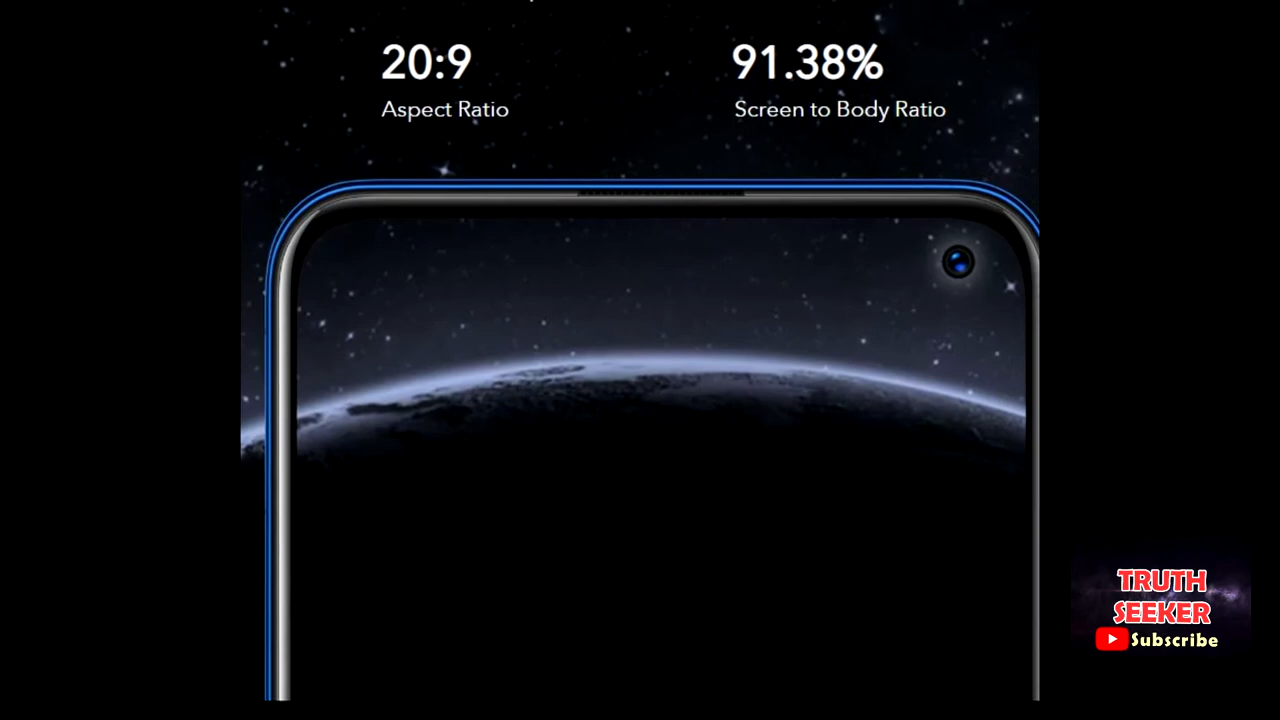 20:9
91.38%
Aspect Ratio
Screen to Body Ratio
TRUTH
SEEKER
Subscribe